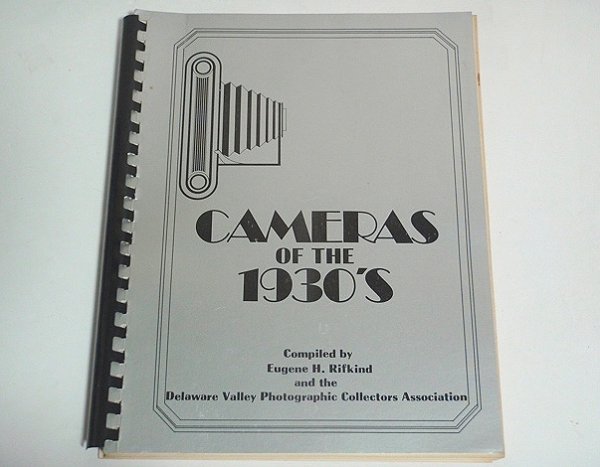 CAMERAS
OF THE
1930'S
Compiled by
Eugene H. Rifkind
and the
Delaware Valley Photographic Collectors Association